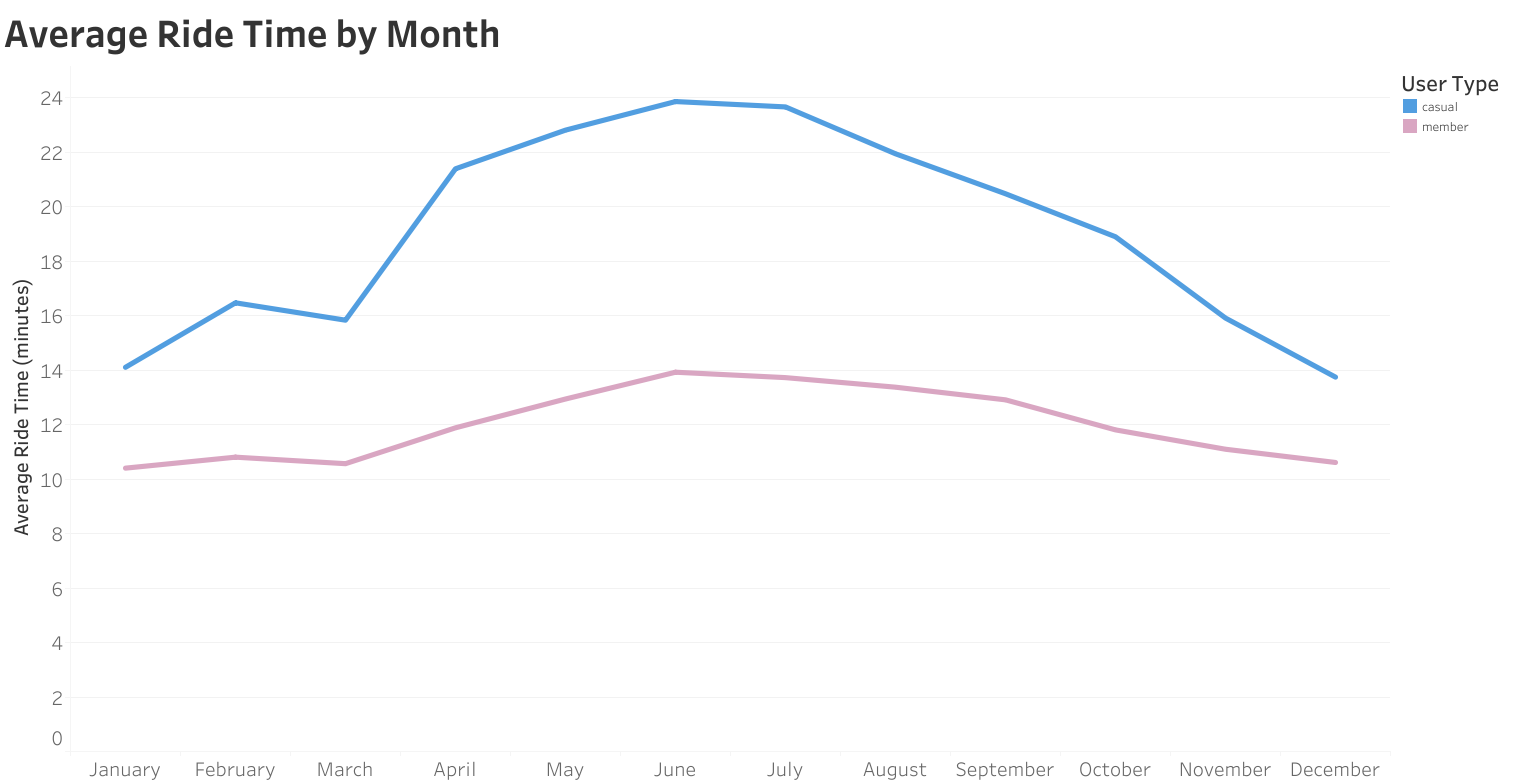 Average Ride Time by Month
User Type
casual
member
Average Ride Time (minutes)
24
22
20
18
16
14
12
10
8
6
4
2
0
January February March April May June July August September October November December